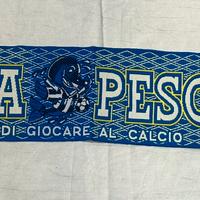 A PESC
DI GIOCARE AL CALCIO